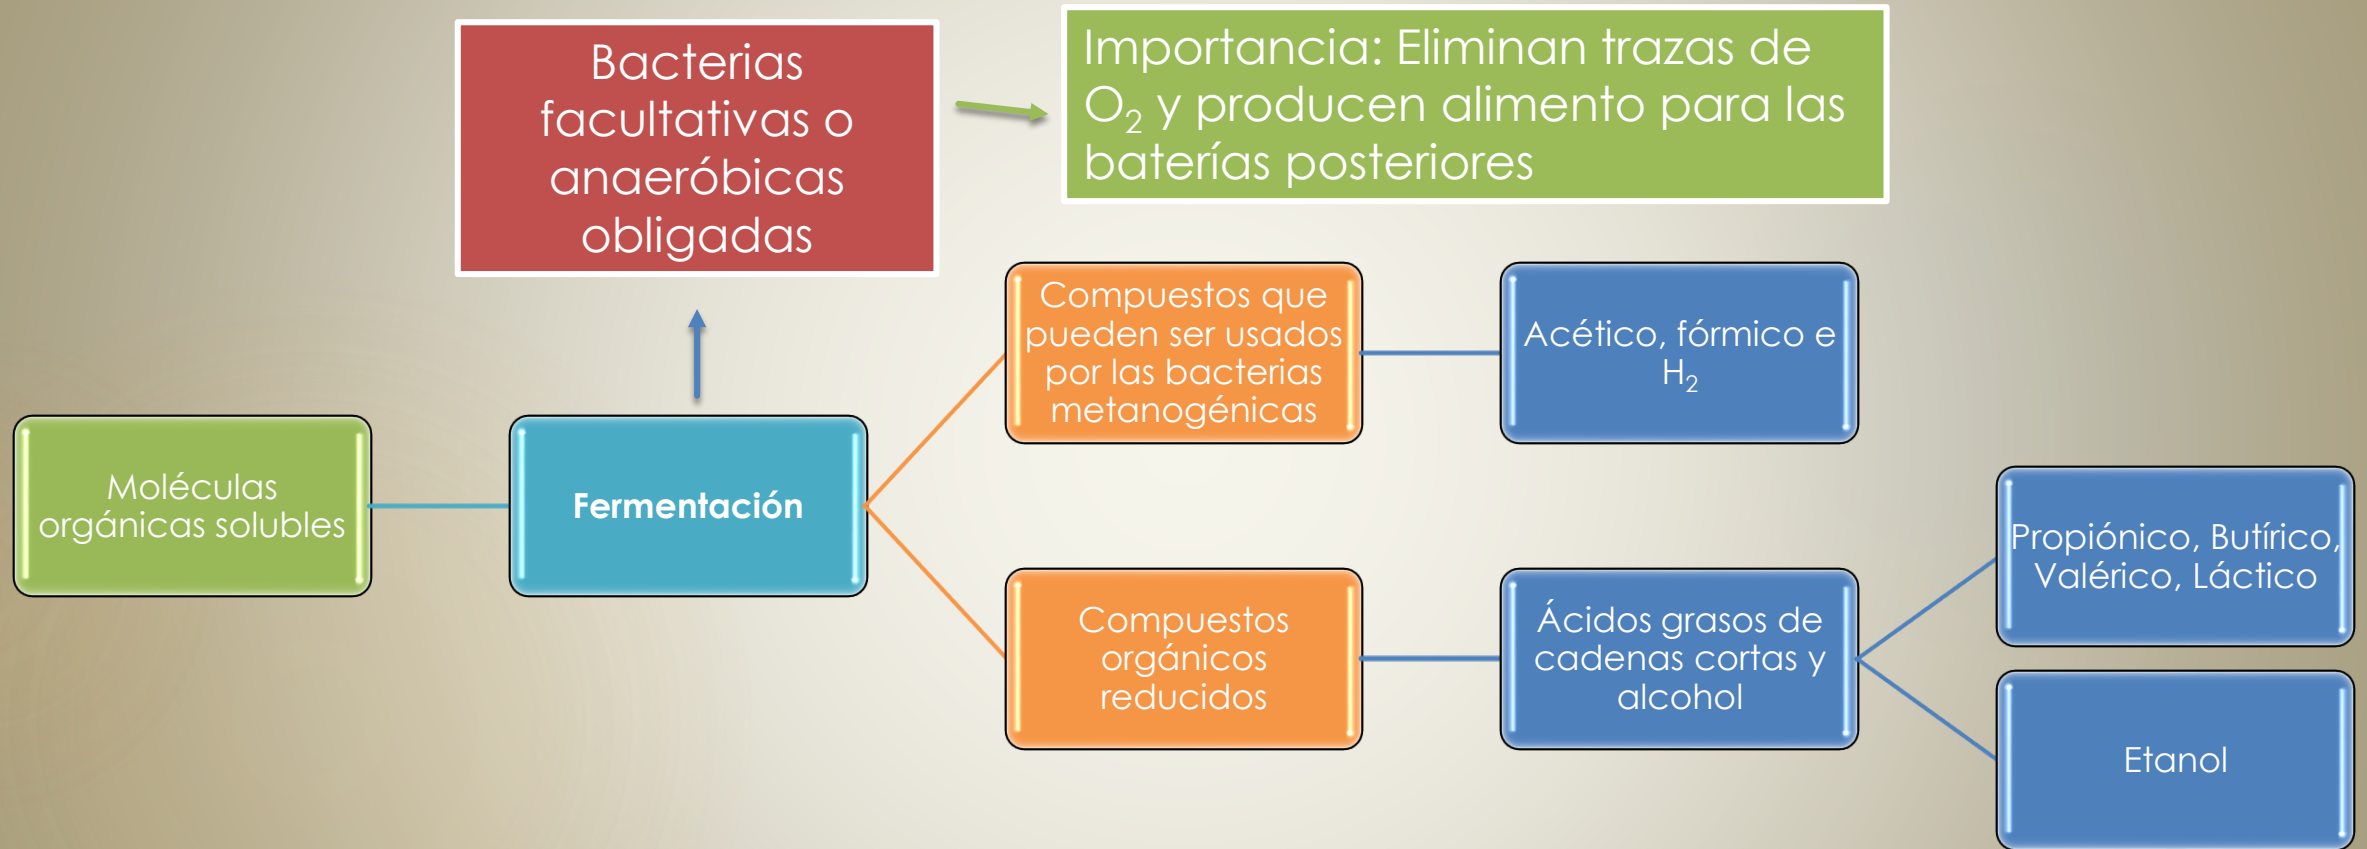 Bacterias
facultativas o
anaeróbicas
obligadas
Importancia: Eliminan trazas de
O₂ y producen alimento para las
baterías posteriores
Moléculas
orgánicas solubles
Fermentación
Compuestos que
pueden ser usados
por las bacterias
metanogénicas
Acético, fórmico e
H₂
Compuestos
orgánicos
reducidos
Ácidos grasos de
cadenas cortas y
alcohol
Propiónico, Butírico,
Valérico, Láctico
Etanol